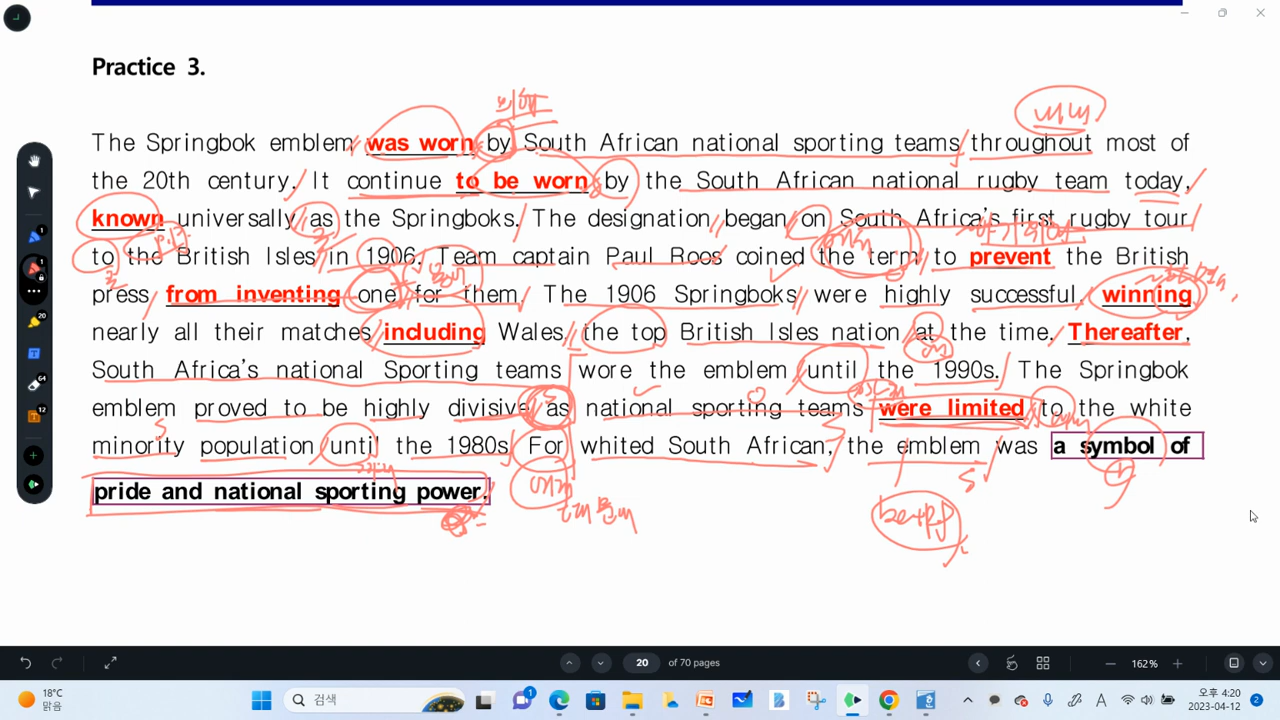 Practice 3.
The Springbok emblem was worn by South African national sporting teams throughout most of
the 20th century. It continue to be worn by the South African national rugby team today,
known universally as the Springboks. The designation began on South Africa's first rugby tour
to the British Isles in 1906. Team captain Paul Roos coined the term to prevent the British
press from inventing one for them. The 1906 Springboks were highly successful, winning
nearly all their matches including Wales, the top British Isles nation at the time. Thereafter,
South Africa's national Sporting teams wore the emblem until the 1990s. The Springbok
emblem proved to be highly divisive as national sporting teams were limited to the white
minority population until the 1980s. For whited South African, the emblem was a symbol of
pride and national sporting power.
be+p.p
20 of 70 pages
162%
18°C
맑음
검색
오후 4:20
2023-04-12